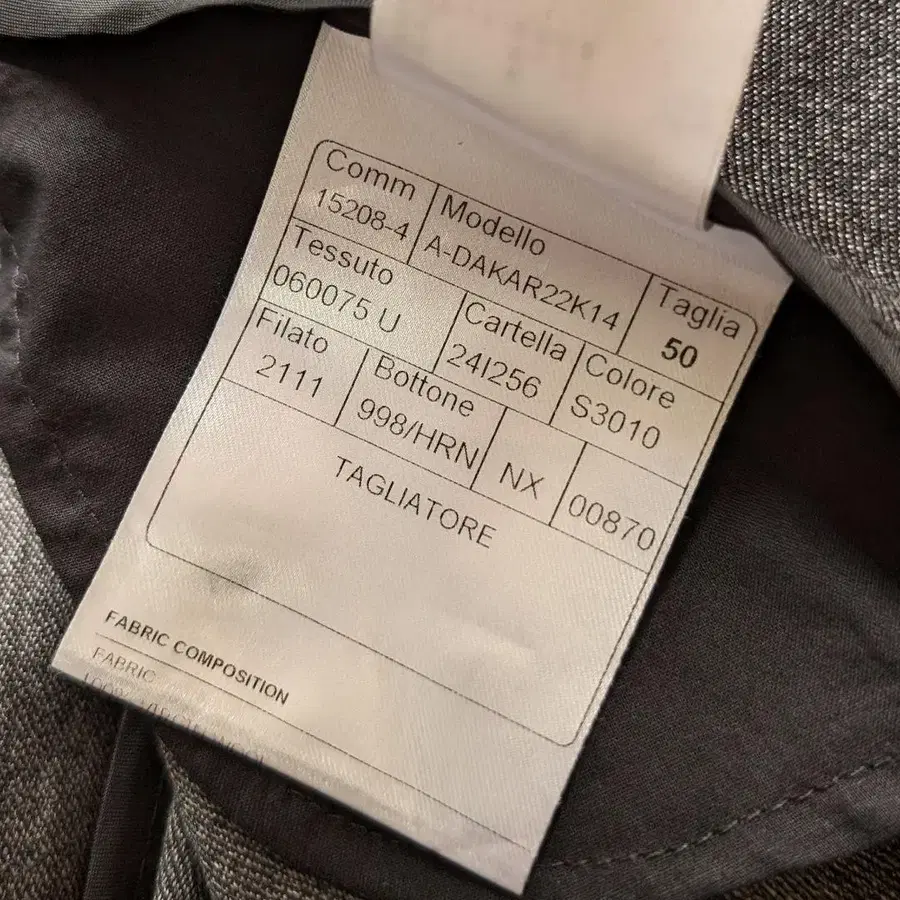 Comm Modello Taglia
15208-4 A-DAKAR22K14 50
Tessuto Cartella Colore
060075 U 24I256 S3010
Filato Bottone
2111 998/HRN NX 00870
TAGLIATORE
FABRIC COMPOSITION
FABRIC